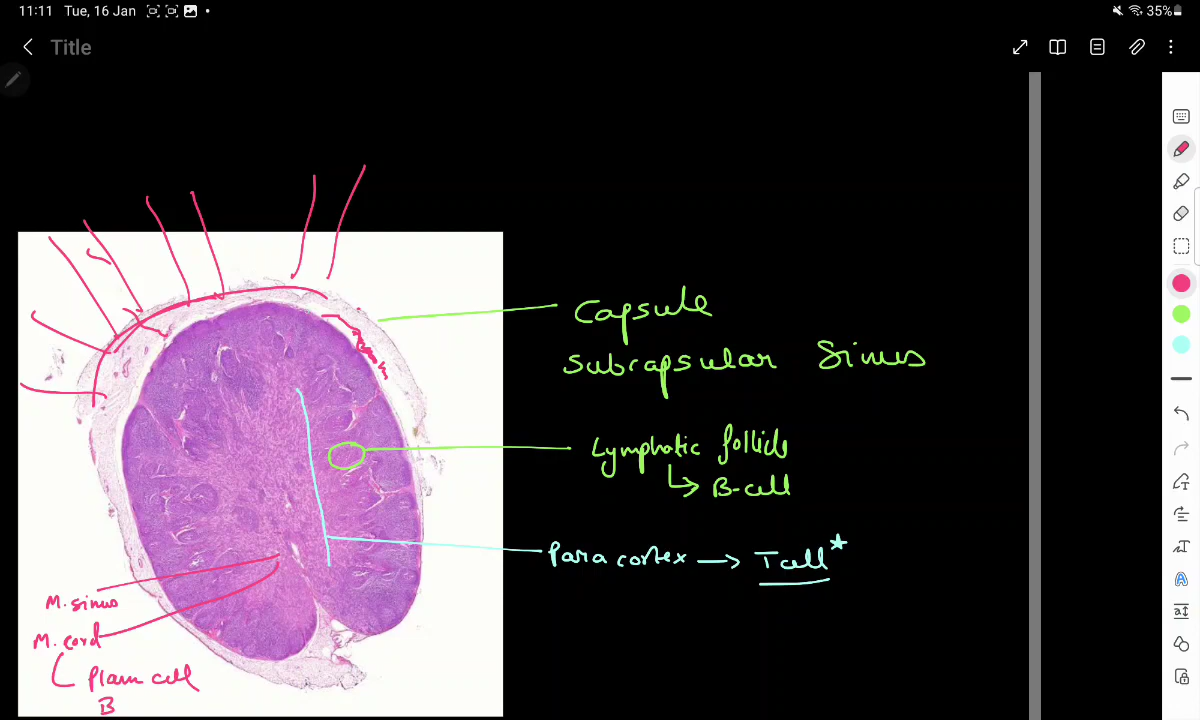 11:11 Tue, 16 Jan
35%
Title
Capsule
Subcapsular Sinus
Lymphatic follicle
↳ B-cell
Para cortex → T cell*
M. sinus
M. cord
Plasm cell
B